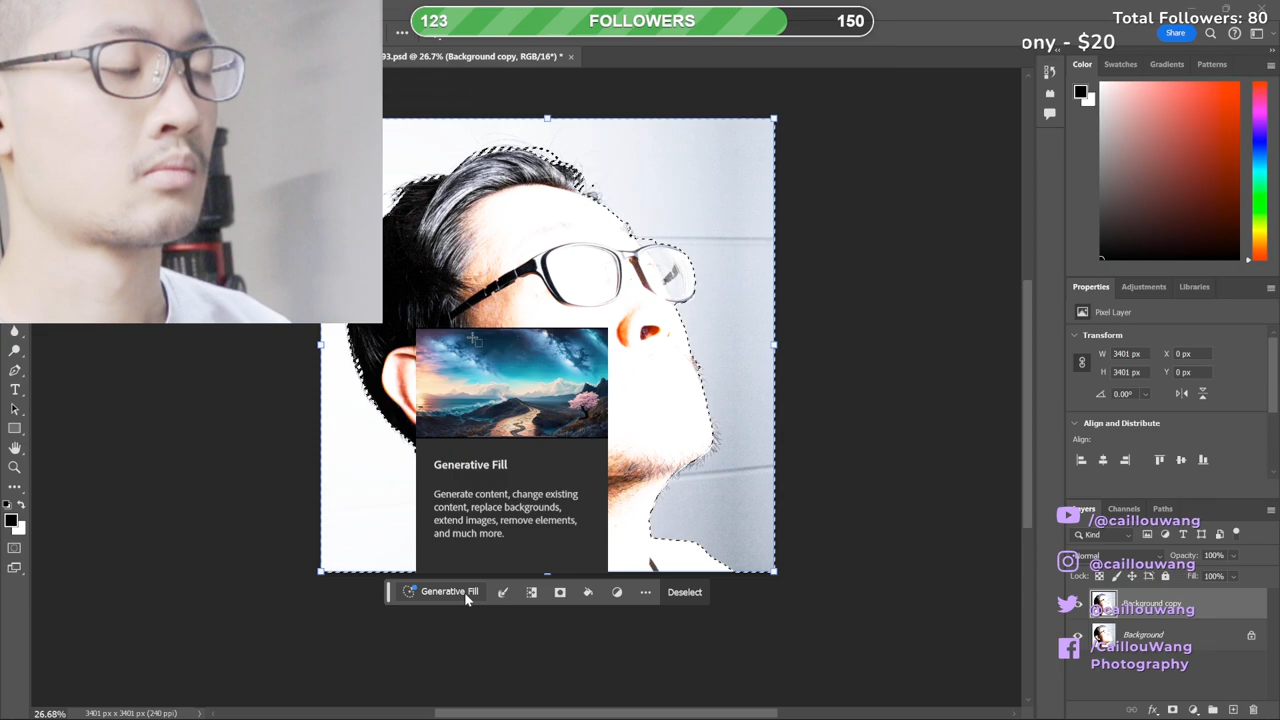 123 FOLLOWERS 150
Total Followers: 80
ony - $20
Share
93.psd @ 26.7% (Background copy, RGB/16*) *
Color Swatches Gradients Patterns
Properties Adjustments Libraries
Pixel Layer
Transform
W 3401 px X 0 px
H 3401 px Y 0 px
0.00°
Align and Distribute
Align:
Generative Fill
Generate content, change existing
content, replace backgrounds,
extend images, remove elements,
and much more.
Generative Fill
Deselect
Layers Channels Paths
/@caillouwang
Kind
Normal Opacity: 100%
@caillouwang
Lock: Fill: 100%
Background copy
@caillouwang
Background
/CaillouWang
Photography
26.68% 3401 px x 3401 px (240 ppi)